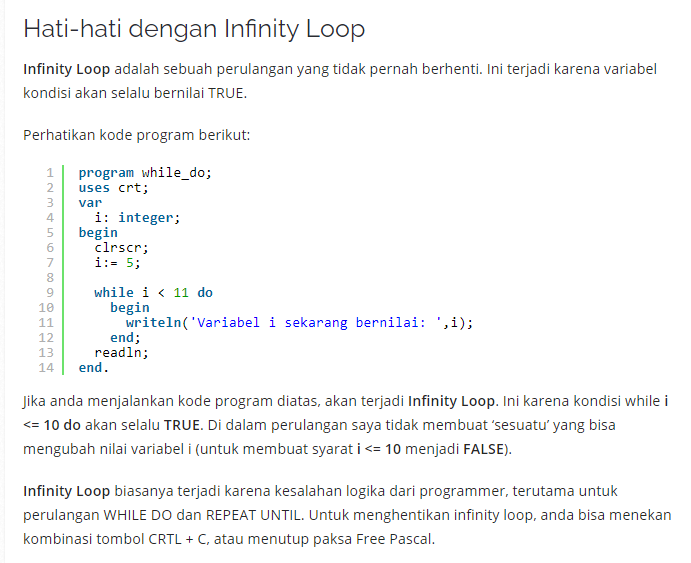 Hati-hati dengan Infinity Loop
Infinity Loop adalah sebuah perulangan yang tidak pernah berhenti. Ini terjadi karena variabel
kondisi akan selalu bernilai TRUE.
Perhatikan kode program berikut:
1 program while_do;
2 uses crt;
3 var
4 i: integer;
5 begin
6 clrscr;
7 i:= 5;
8
9 while i < 11 do
10 begin
11 writeln('Variabel i sekarang bernilai: ',i);
12 end;
13 readln;
14 end.
Jika anda menjalankan kode program diatas, akan terjadi Infinity Loop. Ini karena kondisi while i
<= 10 do akan selalu TRUE. Di dalam perulangan saya tidak membuat ‘sesuatu’ yang bisa
mengubah nilai variabel i (untuk membuat syarat i <= 10 menjadi FALSE).
Infinity Loop biasanya terjadi karena kesalahan logika dari programmer, terutama untuk
perulangan WHILE DO dan REPEAT UNTIL. Untuk menghentikan infinity loop, anda bisa menekan
kombinasi tombol CRTL + C, atau menutup paksa Free Pascal.